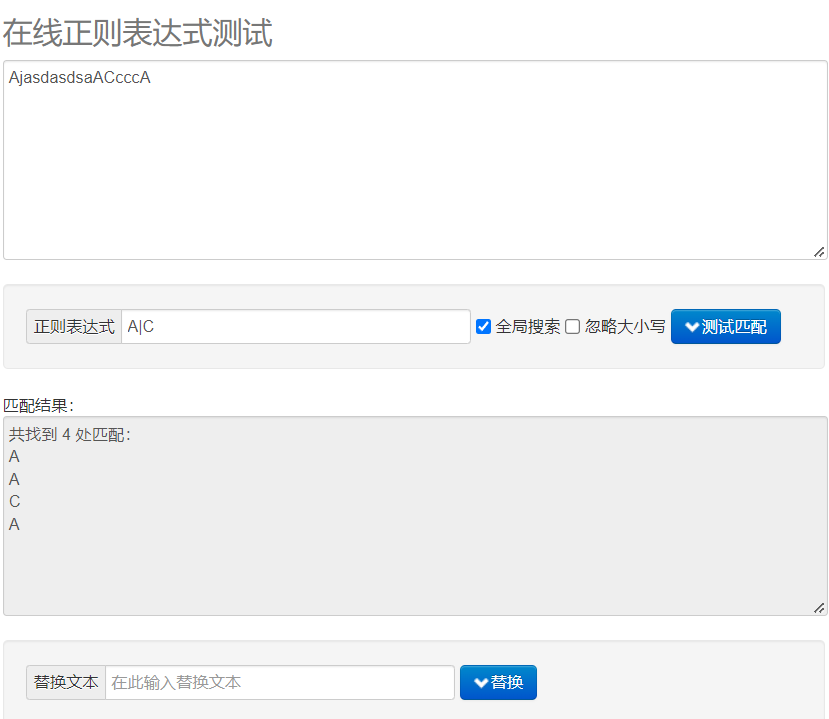 在线正则表达式测试
AjasdasdsaACcccA
正则表达式 A|C 全局搜索 忽略大小写 测试匹配
匹配结果：
共找到 4 处匹配：
A
A
C
A
替换文本 在此输入替换文本 替换